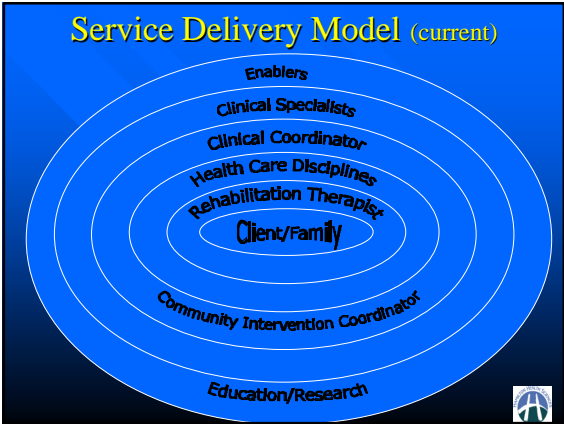 Service Delivery Model (current)
Enablers
Clinical Specialists
Clinical Coordinator
Health Care Disciplines
Rehabilitation Therapist
Client/Family
Community Intervention Coordinator
Education/Research